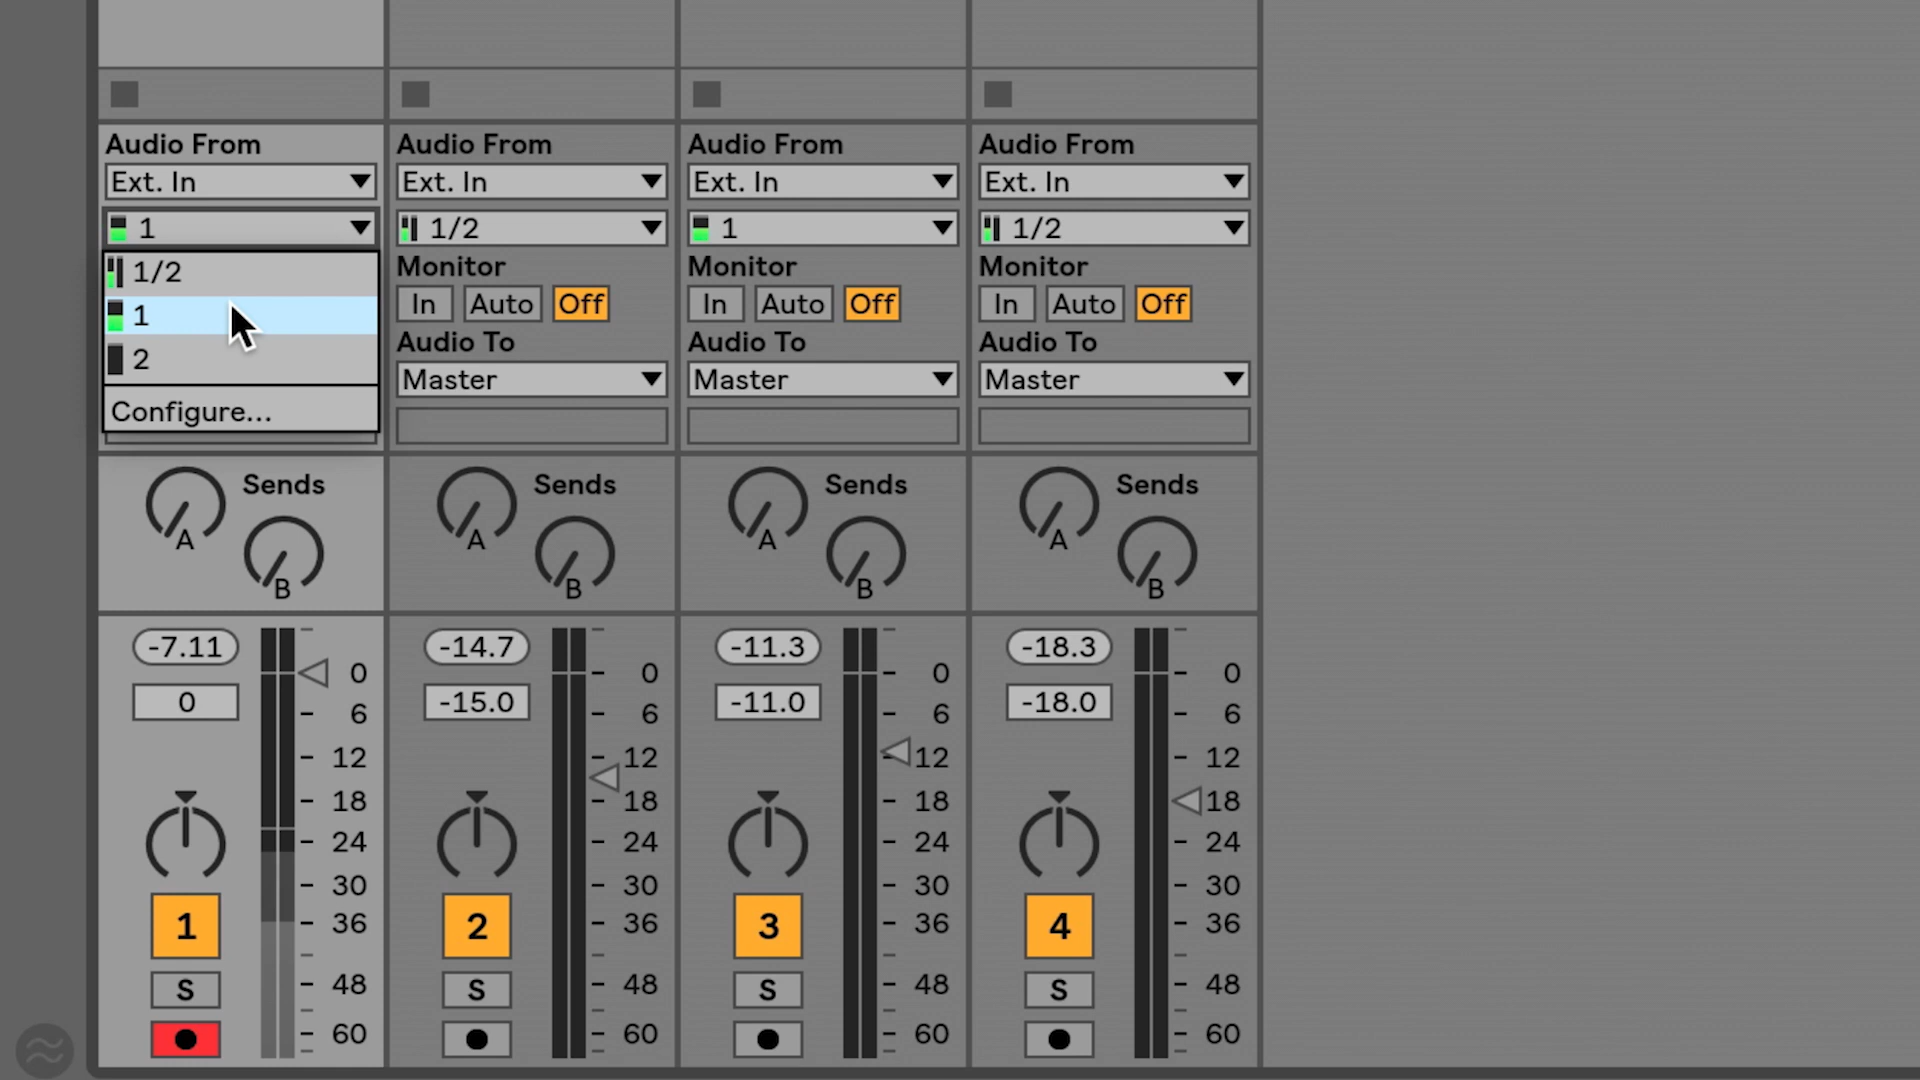 Audio From
Ext. In
1
1/2
1
2
Configure...
Sends
A
B
-7.11
0
0
6
12
18
24
30
36
48
60
1
S
Audio From
Ext. In
1/2
Monitor
In Auto Off
Audio To
Master
Sends
A
B
-14.7
-15.0
0
6
12
18
24
30
36
48
60
2
S
Audio From
Ext. In
1
Monitor
In Auto Off
Audio To
Master
Sends
A
B
-11.3
-11.0
0
6
12
18
24
30
36
48
60
3
S
Audio From
Ext. In
1/2
Monitor
In Auto Off
Audio To
Master
Sends
A
B
-18.3
-18.0
0
6
12
18
24
30
36
48
60
4
S